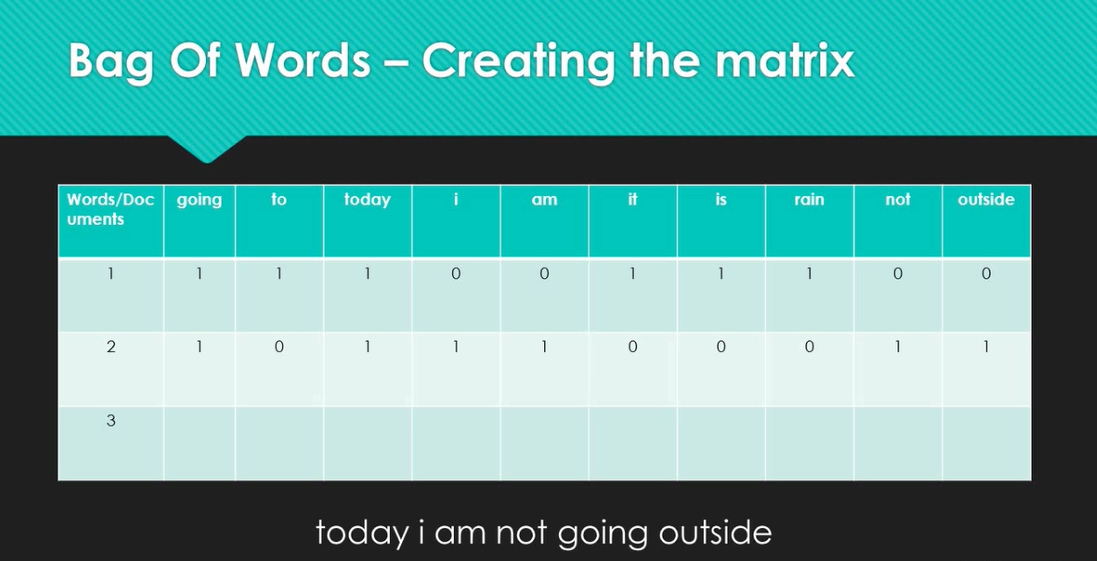 Bag Of Words – Creating the matrix
Words/Doc
uments going to today i am it is rain not outside
1 1 1 1 0 0 1 1 1 0 0
2 1 0 1 1 1 0 0 0 1 1
3
today i am not going outside